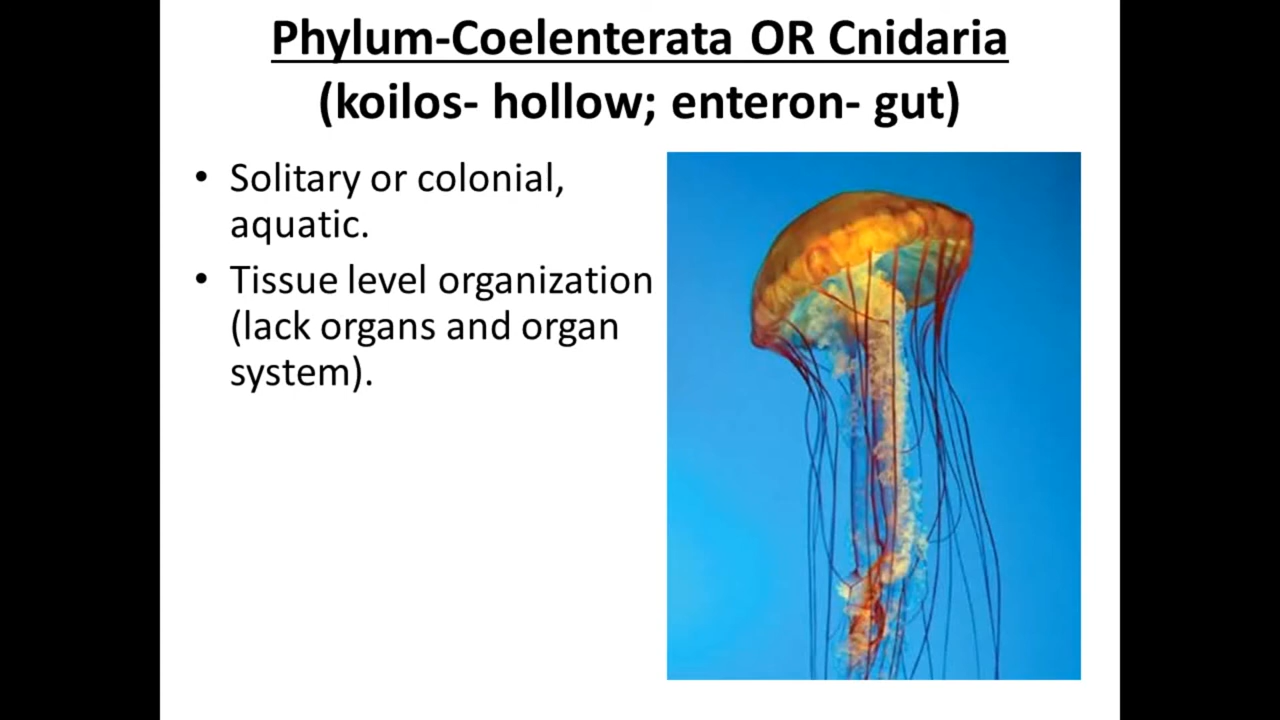 Phylum-Coelenterata OR Cnidaria
(koilos- hollow; enteron- gut)
• Solitary or colonial,
aquatic.
• Tissue level organization
(lack organs and organ
system).